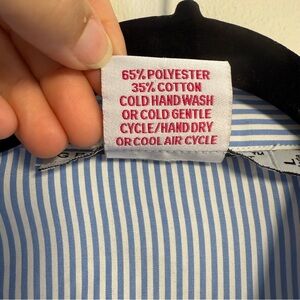 65% POLYESTER
35% COTTON
COLD HAND WASH
OR COLD GENTLE
CYCLE/HAND DRY
OR COOL AIR CYCLE